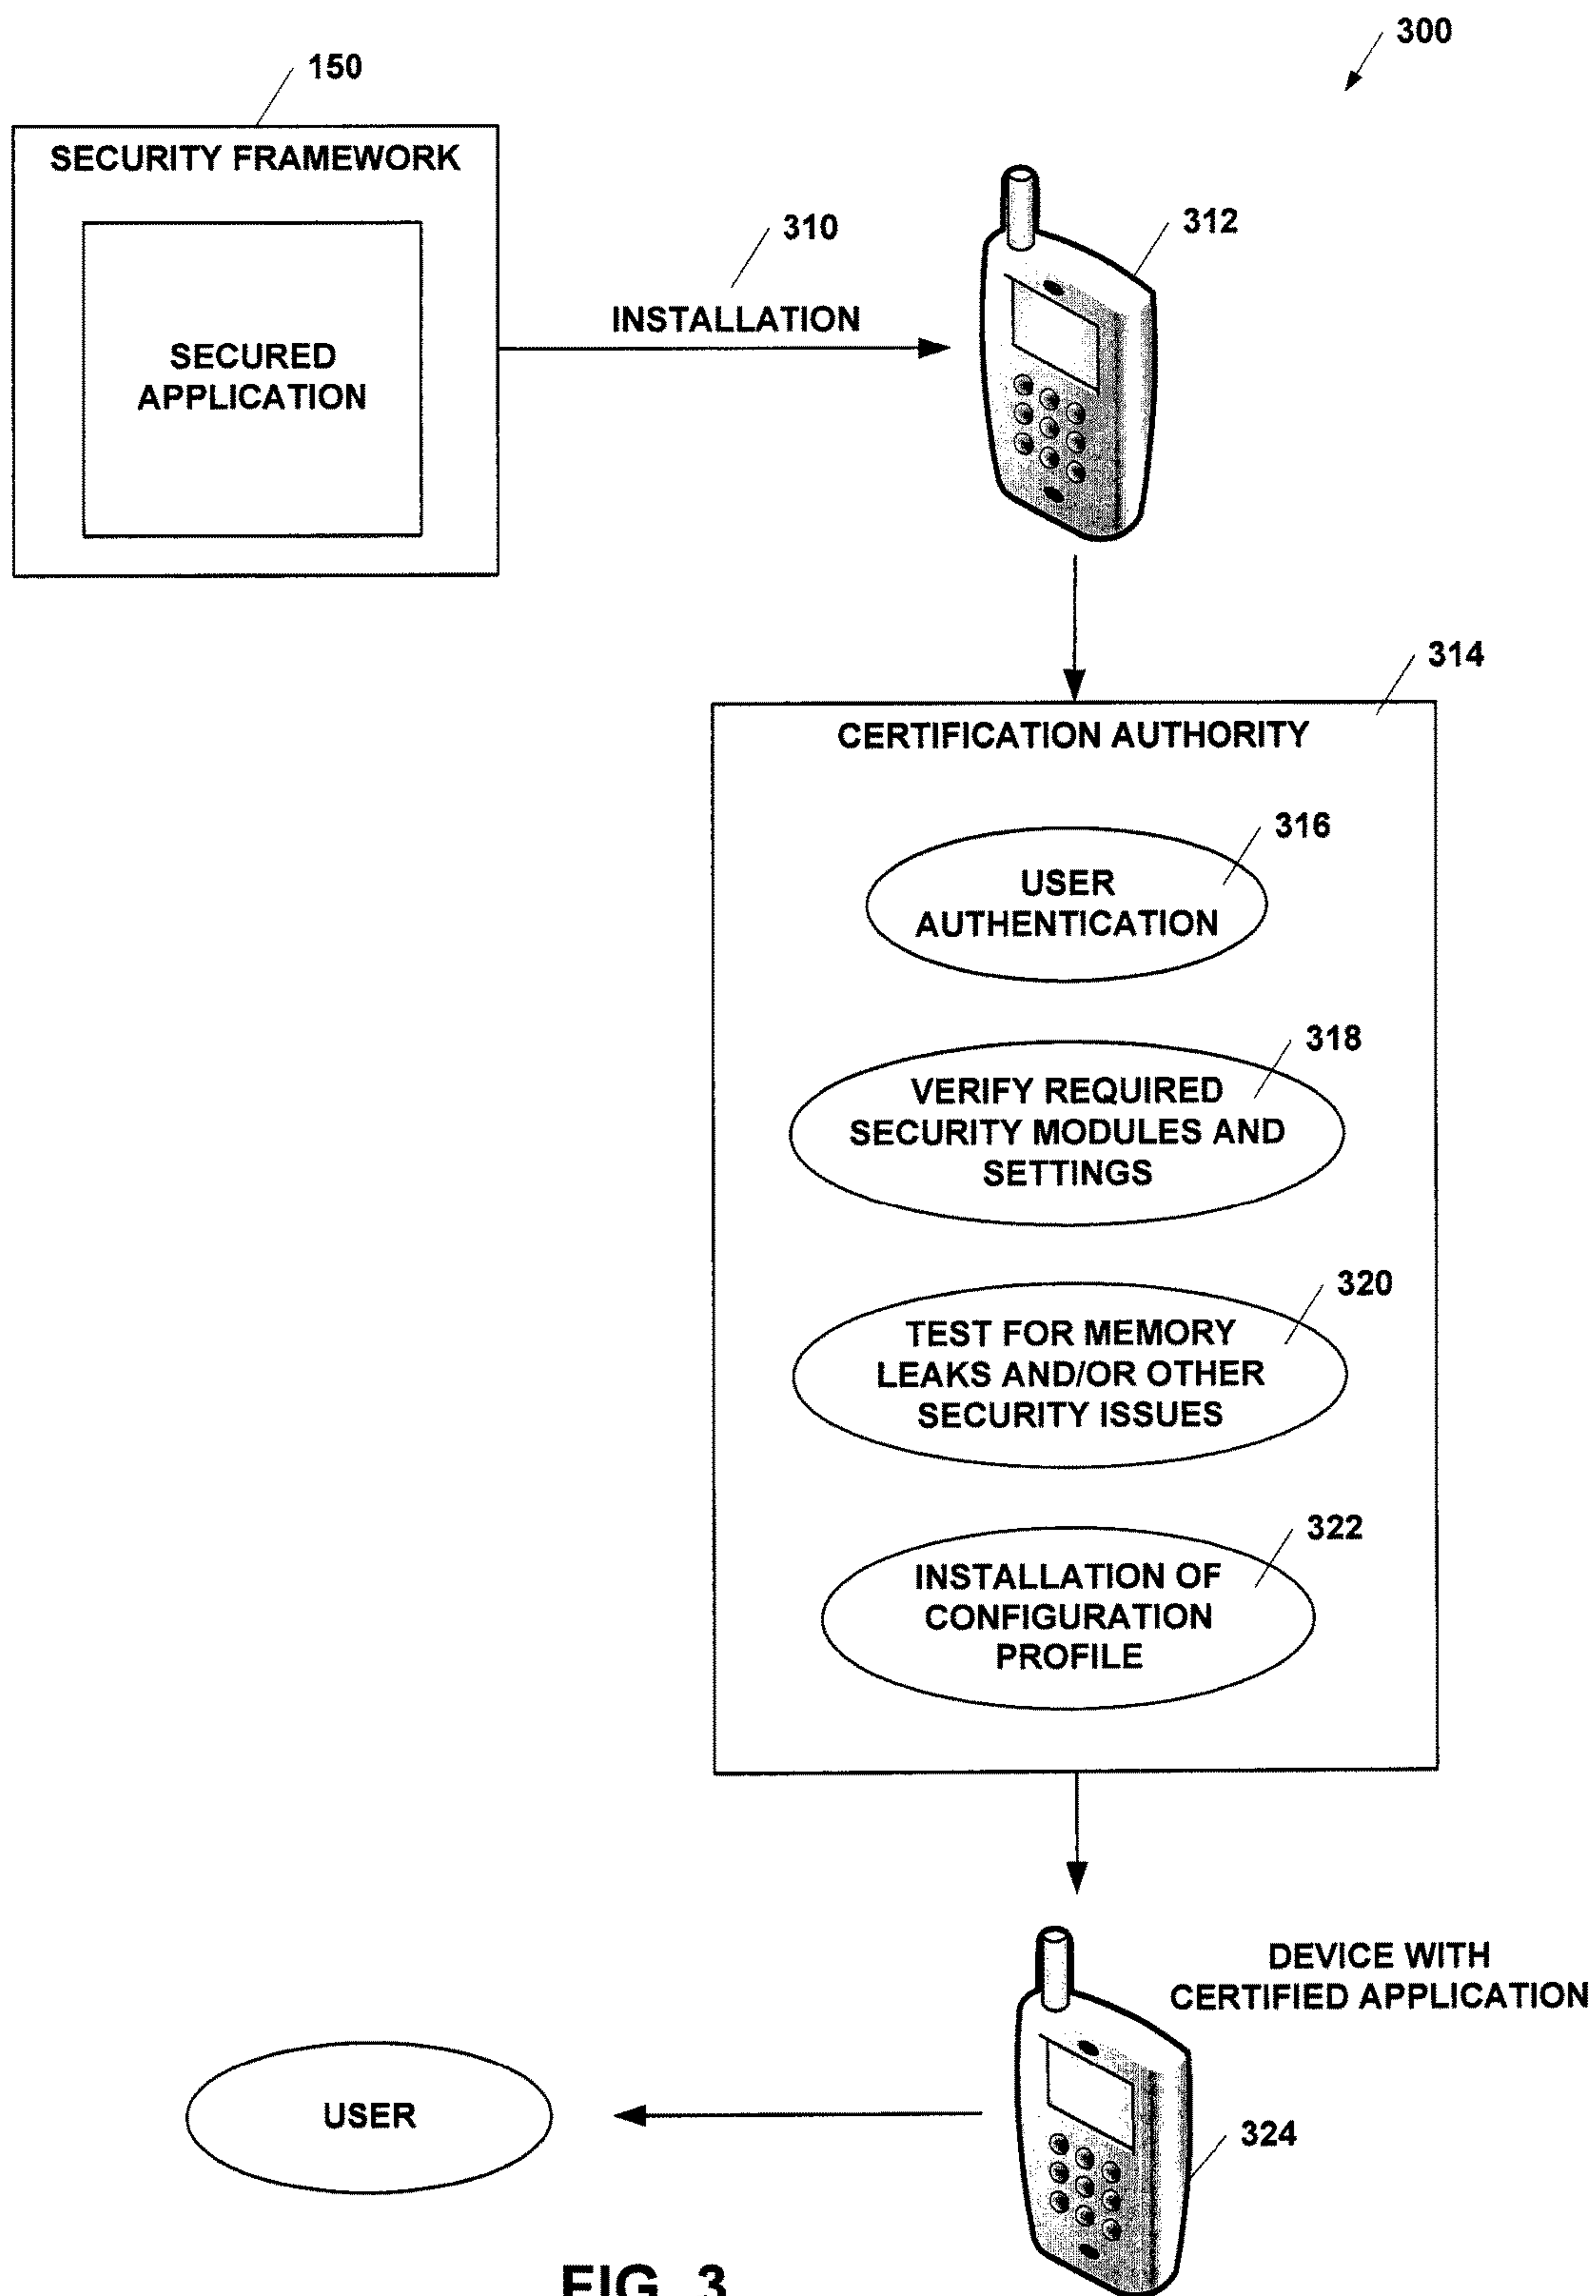 300
150
SECURITY FRAMEWORK
SECURED
APPLICATION
310
INSTALLATION
312
314
CERTIFICATION AUTHORITY
316
USER
AUTHENTICATION
318
VERIFY REQUIRED
SECURITY MODULES AND
SETTINGS
320
TEST FOR MEMORY
LEAKS AND/OR OTHER
SECURITY ISSUES
322
INSTALLATION OF
CONFIGURATION
PROFILE
DEVICE WITH
CERTIFIED APPLICATION
USER
324
FIG. 3